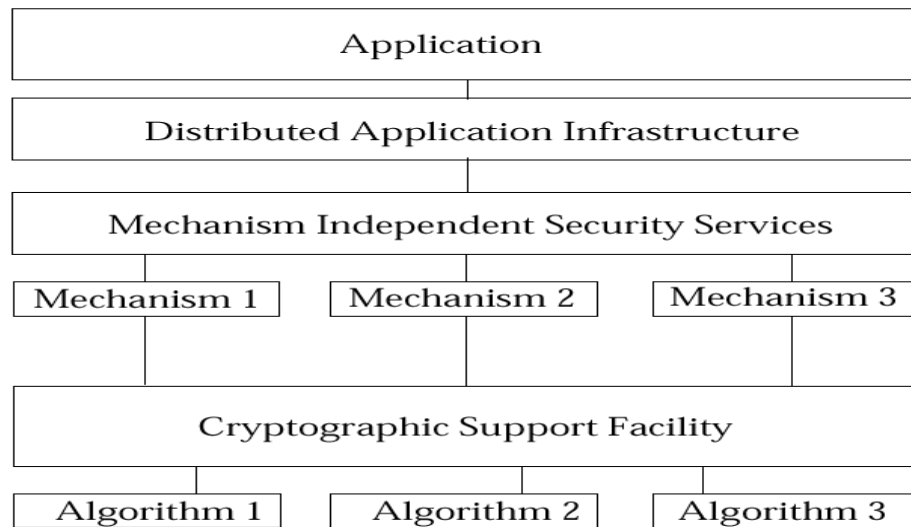 Application
Distributed Application Infrastructure
Mechanism Independent Security Services
Mechanism 1 Mechanism 2 Mechanism 3
Cryptographic Support Facility
Algorithm 1 Algorithm 2 Algorithm 3